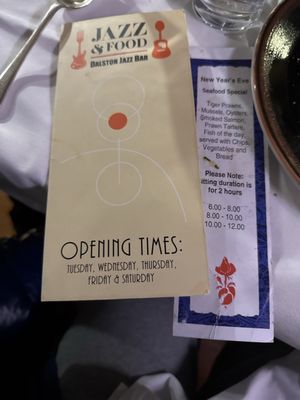 JAZZ
& FOOD
DALSTON JAZZ BAR
OPENING TIMES:
TUESDAY, WEDNESDAY, THURSDAY,
FRIDAY & SATURDAY
New Year's Eve
Seafood Special
Tiger Prawns,
Mussels, Oysters,
Smoked Salmon,
Prawn Tartare,
Fish of the day,
served with Chips,
Vegetables and
Bread
Please Note:
duration is
for 2 hours
6.00 - 8.00
8.00 - 10.00
10.00 - 12.00